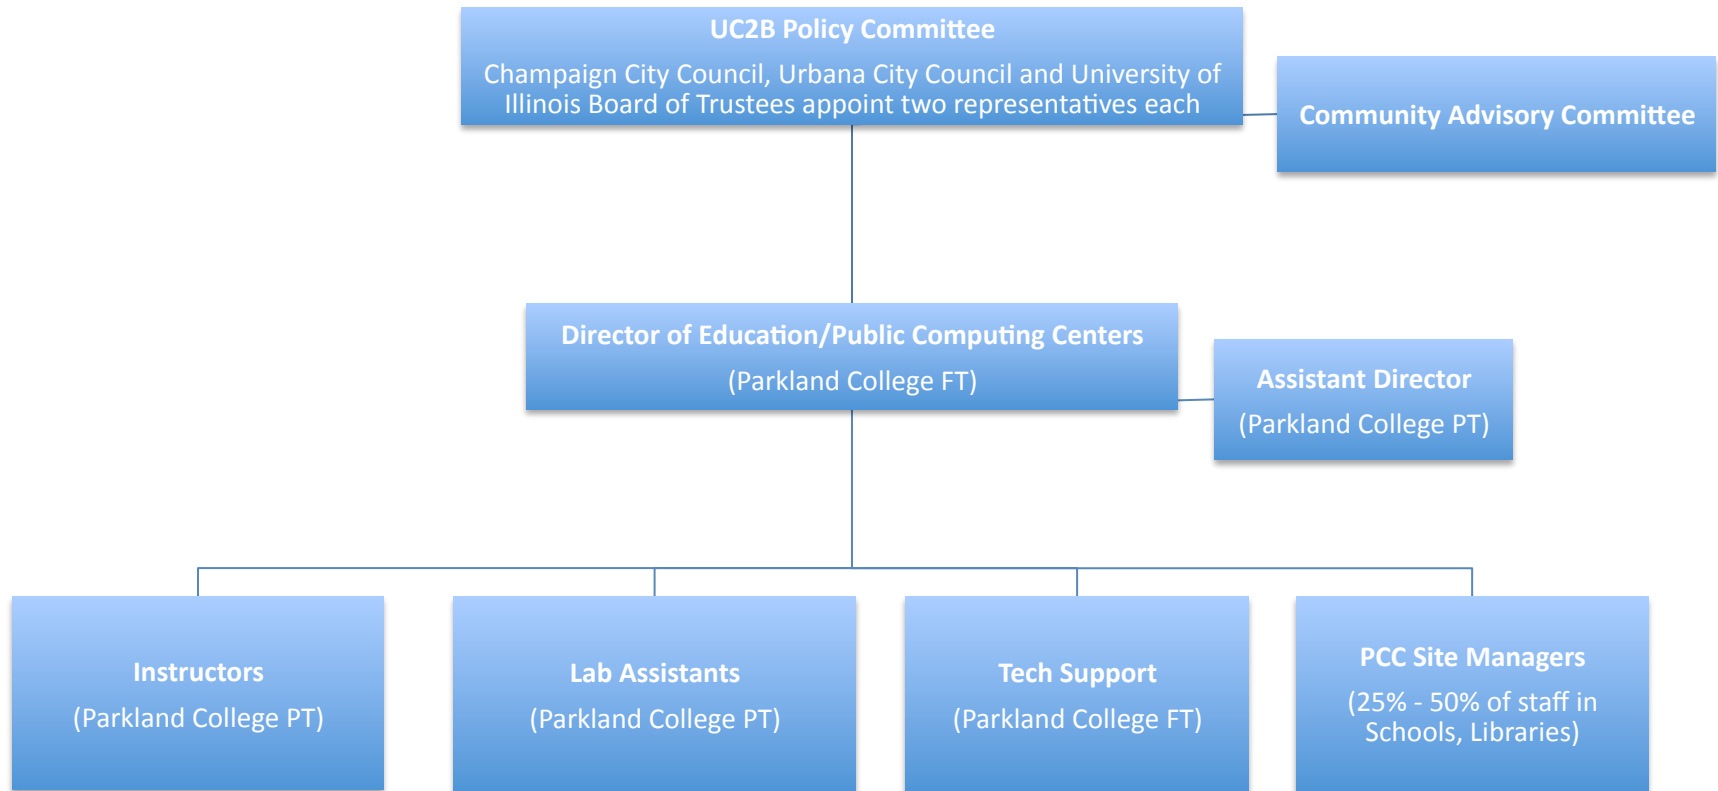 UC2B Policy Committee
Champaign City Council, Urbana City Council and University of
Illinois Board of Trustees appoint two representatives each
Community Advisory Committee
Director of Education/Public Computing Centers
(Parkland College FT)
Assistant Director
(Parkland College PT)
Instructors
(Parkland College PT)
Lab Assistants
(Parkland College PT)
Tech Support
(Parkland College FT)
PCC Site Managers
(25% - 50% of staff in
Schools, Libraries)